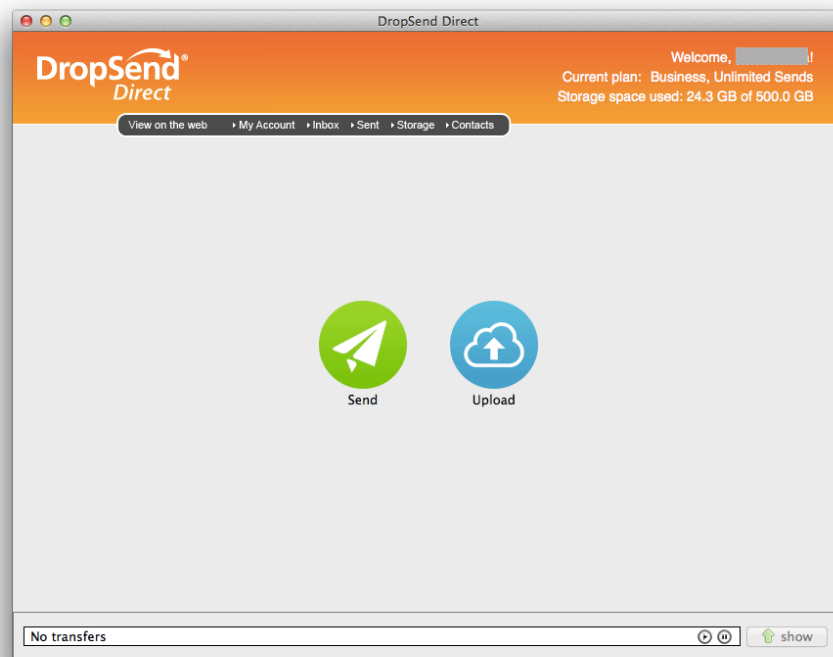 DropSend Direct
DropSend®
Direct
Welcome, !
Current plan: Business, Unlimited Sends
Storage space used: 24.3 GB of 500.0 GB
View on the web My Account Inbox Sent Storage Contacts
Send Upload
No transfers show